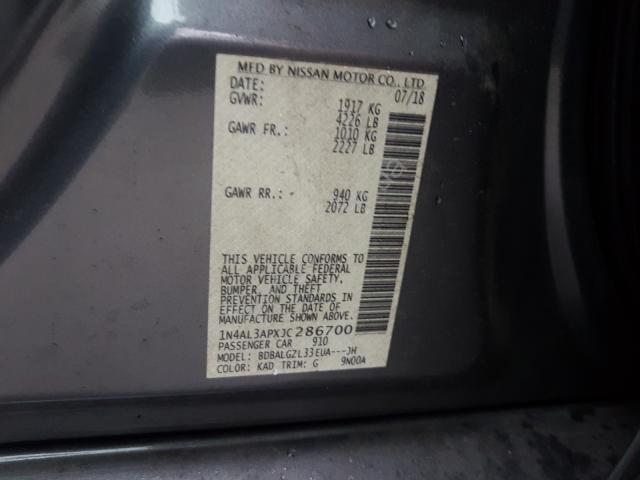 MFD BY NISSAN MOTOR CO., LTD.
DATE: 07/18
GVWR: 1917 KG
4226 LB
GAWR FR.: 1010 KG
2227 LB
GAWR RR.: 940 KG
2072 LB
THIS VEHICLE CONFORMS TO
ALL APPLICABLE FEDERAL
MOTOR VEHICLE SAFETY,
BUMPER, AND THEFT
PREVENTION STANDARDS IN
EFFECT ON THE DATE OF
MANUFACTURE SHOWN ABOVE.
1N4AL3APXJC286700
PASSENGER CAR 910
MODEL: BDBALGZL33EUA---JH
COLOR: KAD TRIM: G 9N00A